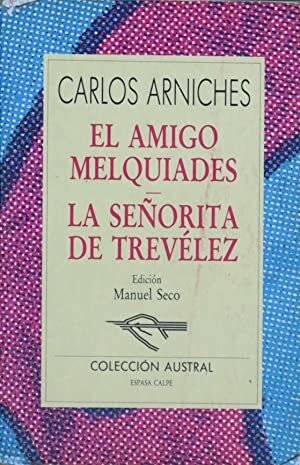 CARLOS ARNICHES
EL AMIGO
MELQUIADES
LA SEÑORITA
DE TREVÉLEZ
Edición
Manuel Seco
COLECCIÓN AUSTRAL
ESPASA CALPE